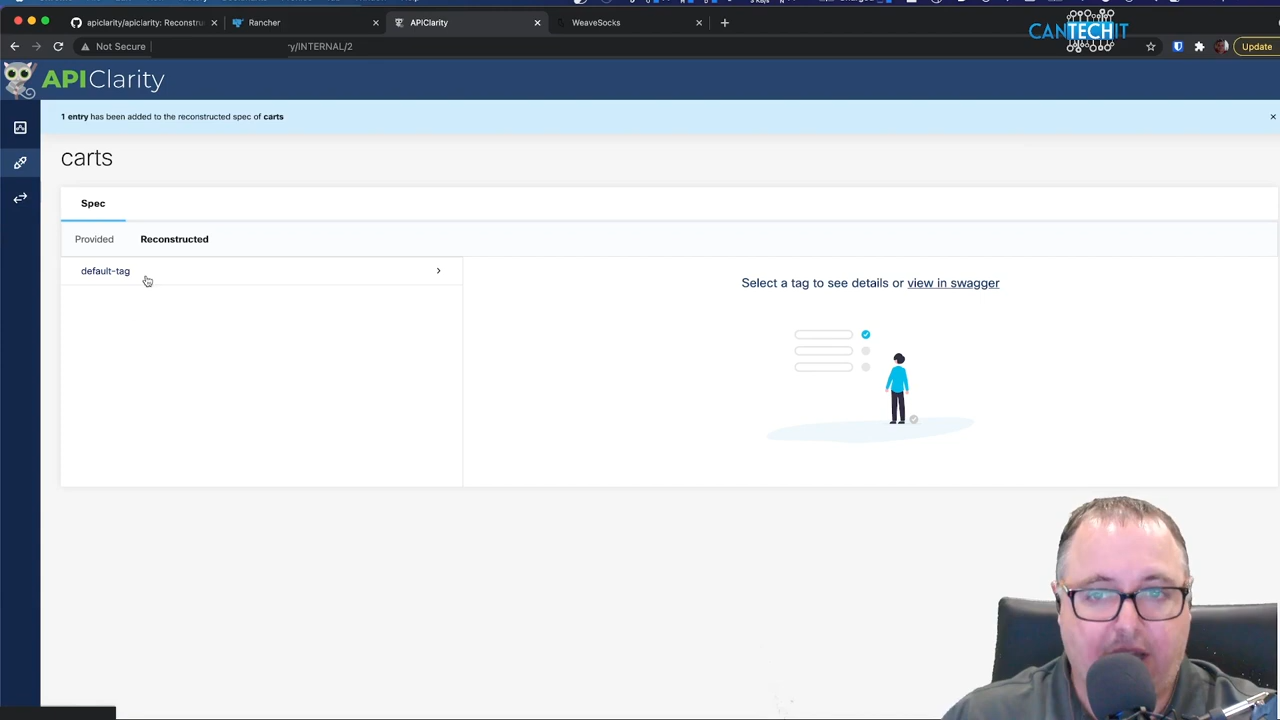 apiclarity/apiclarity: Reconstru
Rancher
APIClarity
WeaveSocks
CANTECHIT
Not Secure
y/INTERNAL/2
Update
APIClarity
1 entry has been added to the reconstructed spec of carts
carts
Spec
Provided
Reconstructed
default-tag
Select a tag to see details or view in swagger